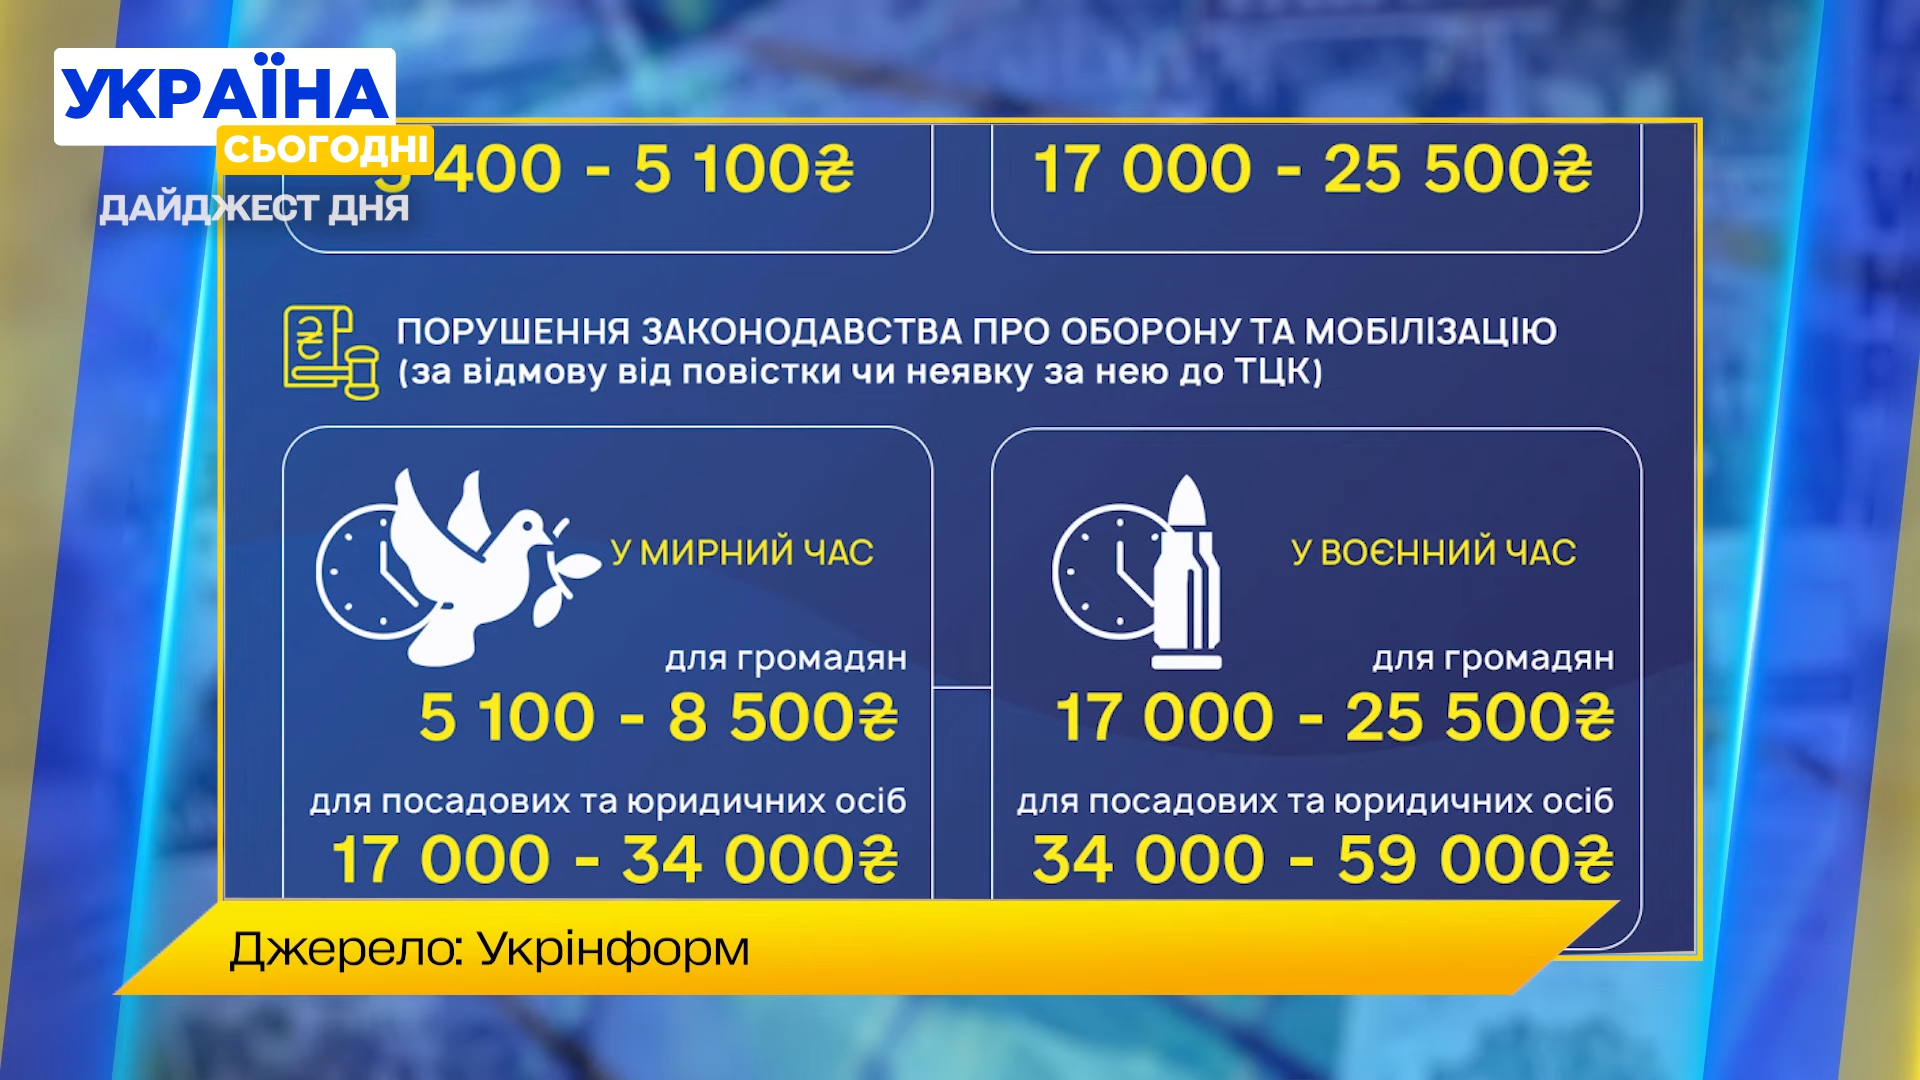 УКРАЇНА
СЬОГОДНІ
ДАЙДЖЕСТ ДНЯ
400 - 5 100₴
17 000 - 25 500₴
ПОРУШЕННЯ ЗАКОНОДАВСТВА ПРО ОБОРОНУ ТА МОБІЛІЗАЦІЮ
(за відмову від повістки чи неявку за нею до ТЦК)
У МИРНИЙ ЧАС
для громадян
5 100 - 8 500₴
для посадових та юридичних осіб
17 000 - 34 000₴
У ВОЄННИЙ ЧАС
для громадян
17 000 - 25 500₴
для посадових та юридичних осіб
34 000 - 59 000₴
Джерело: Укрінформ